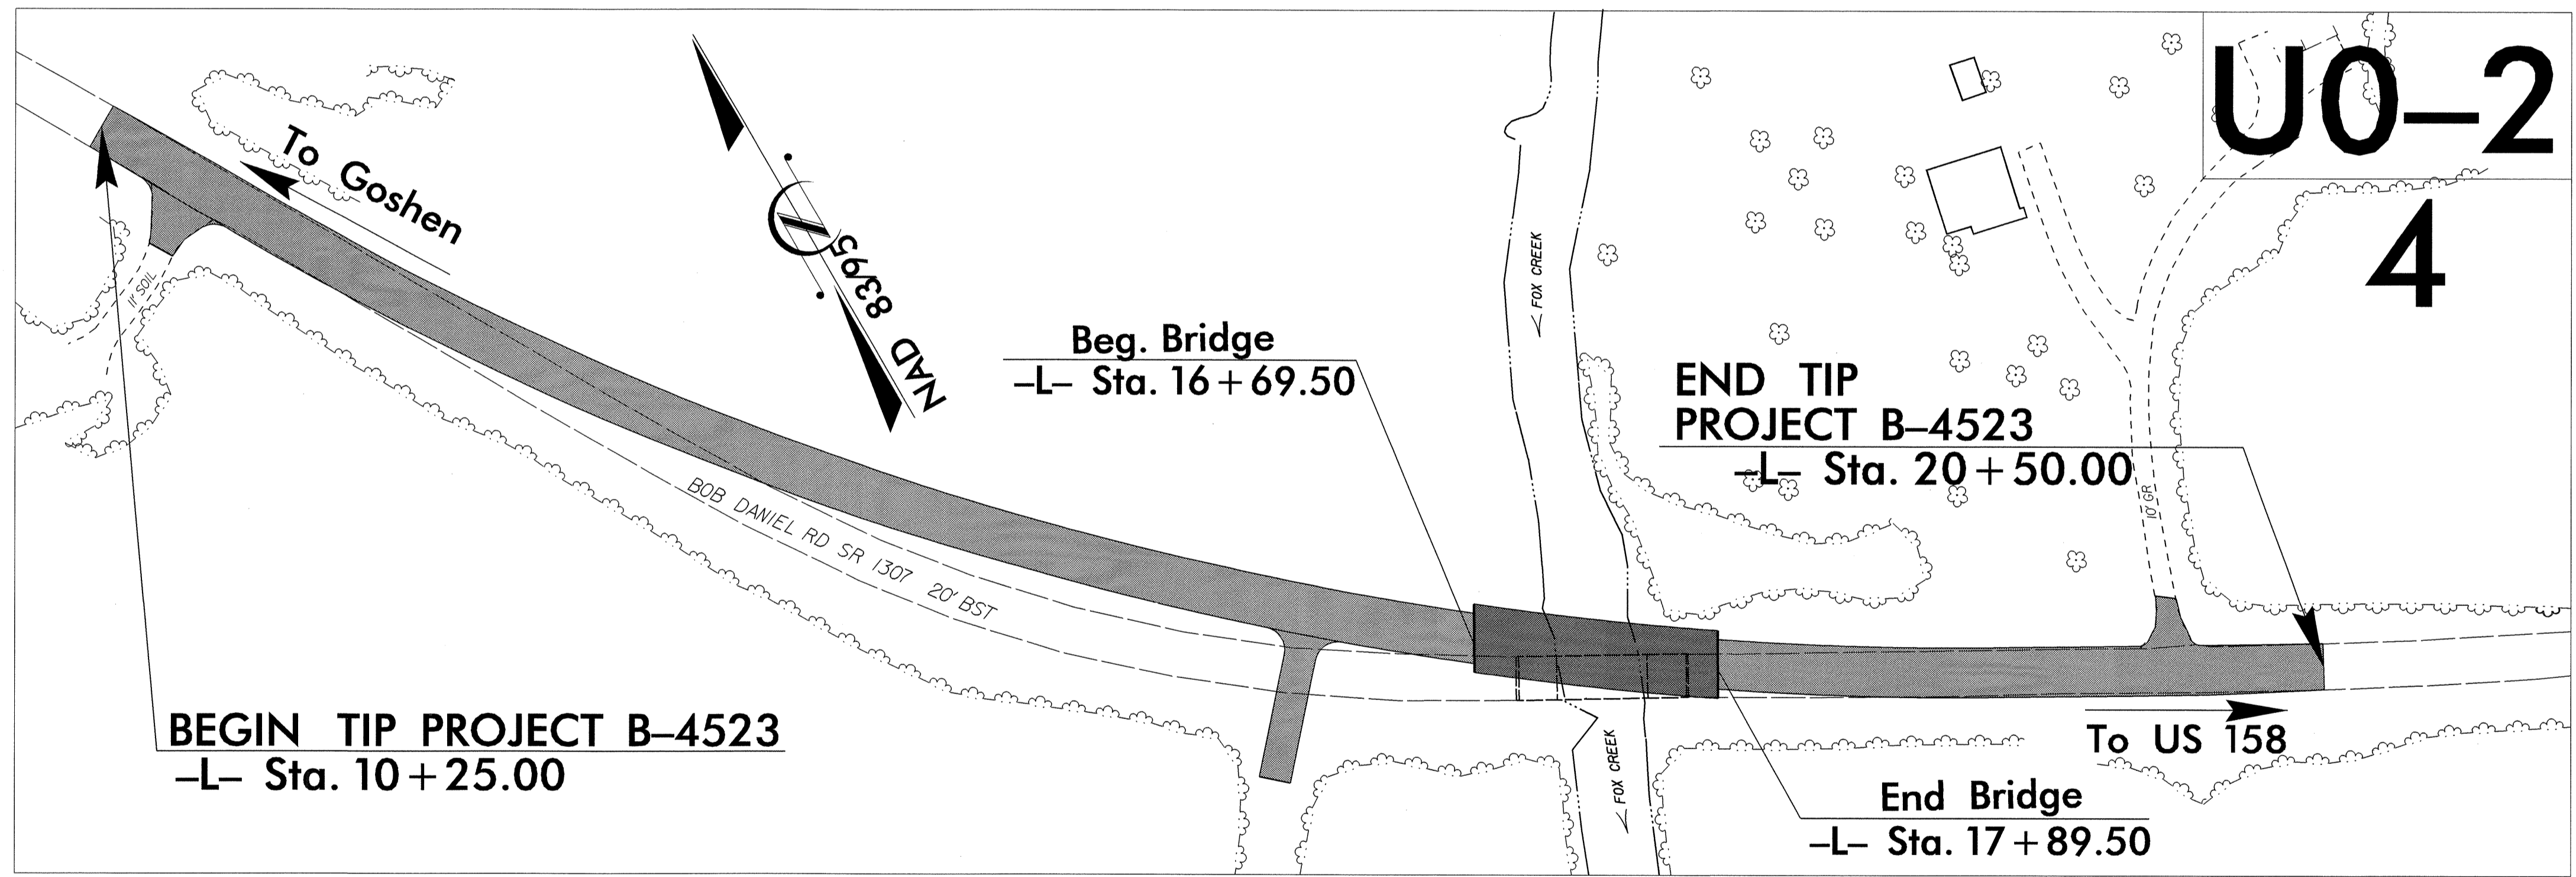 U0–2
4
To Goshen
NAD 83/95
11' SOIL
FOX CREEK
Beg. Bridge
–L– Sta. 16+69.50
END TIP
PROJECT B–4523
–L– Sta. 20+50.00
10' GR
BOB DANIEL RD SR 1307 20' BST
BEGIN TIP PROJECT B–4523
–L– Sta. 10+25.00
To US 158
FOX CREEK
End Bridge
–L– Sta. 17+89.50